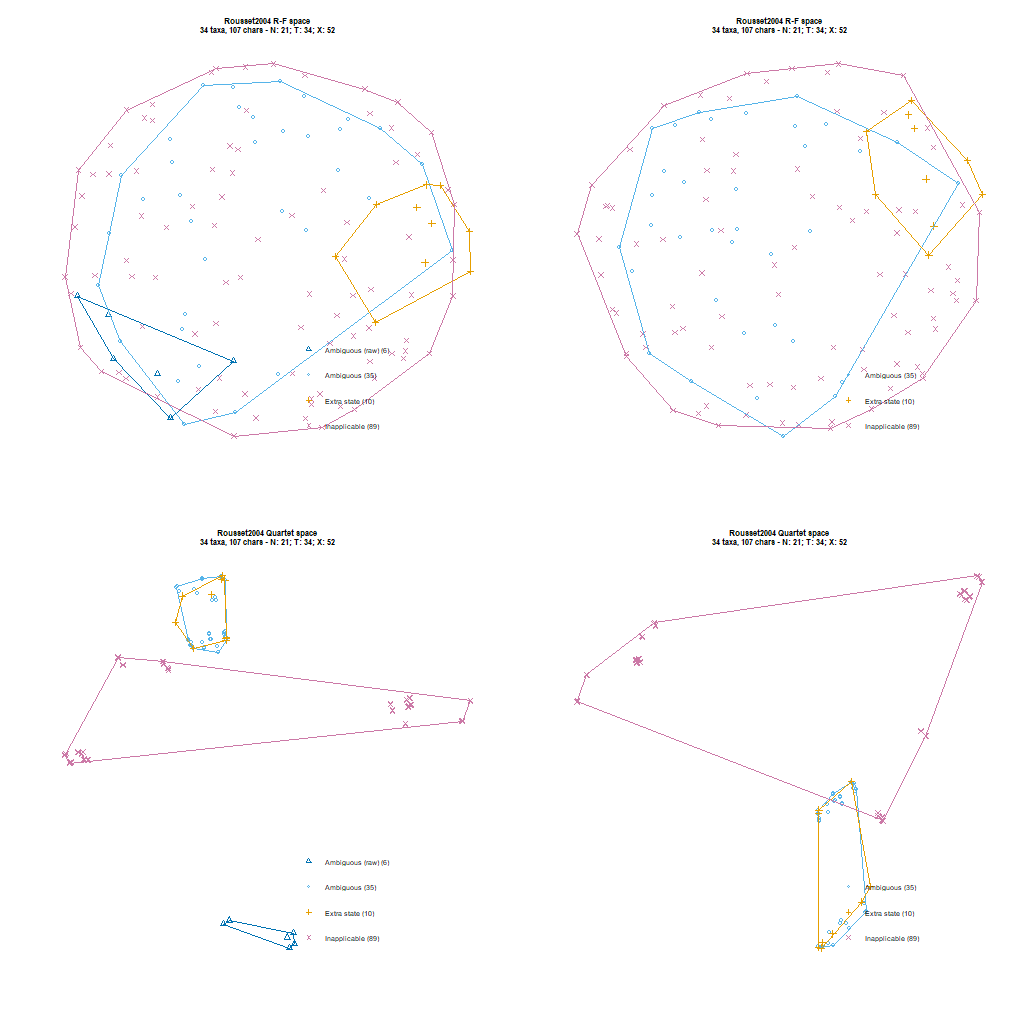 Rousset2004 R-F space
34 taxa, 107 chars - N: 21; T: 34; X: 52
Ambiguous (raw) (6)
Ambiguous (35)
Extra state (10)
Inapplicable (89)
Rousset2004 R-F space
34 taxa, 107 chars - N: 21; T: 34; X: 52
Ambiguous (35)
Extra state (10)
Inapplicable (89)
Rousset2004 Quartet space
34 taxa, 107 chars - N: 21; T: 34; X: 52
Ambiguous (raw) (6)
Ambiguous (35)
Extra state (10)
Inapplicable (89)
Rousset2004 Quartet space
34 taxa, 107 chars - N: 21; T: 34; X: 52
Ambiguous (35)
Extra state (10)
Inapplicable (89)